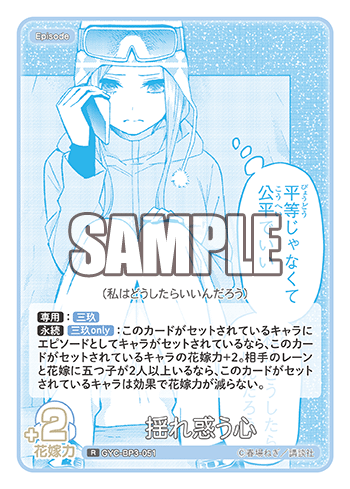 Episode
平等じゃなくて
びょうどう
公平でいい
こうへい
SAMPLE
(私はどうしたらいいんだろう)
専用：三玖
永続 三玖only：このカードがセットされているキャラに
エピソードとしてキャラがセットされているなら、このカー
ドがセットされているキャラの花嫁力+2。相手のレーン
と花嫁に五つ子が2人以上いるなら、このカードがセット
されているキャラは効果で花嫁力が減らない。
+2
花嫁力
揺れ惑う心
R GYC-BP3-051
©春場ねぎ／講談社